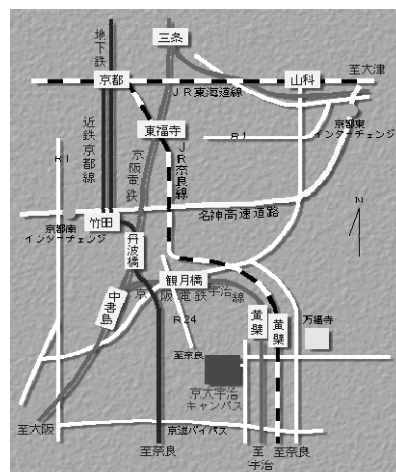 地下鉄
三条
至大津
京都
山科
JR東海道線
東福寺
R1
京都東
インターチェンジ
近鉄京都線
R1
京阪電鉄
JR奈良線
名神高速道路
N
竹田
京都南
インターチェンジ
丹波橋
観月橋
京阪電鉄宇治線
中書島
R24
黄檗
黄檗
万福寺
至奈良
京大宇治
キャンパス
至大阪
京滋バイパス
至奈良
至宇治
至奈良